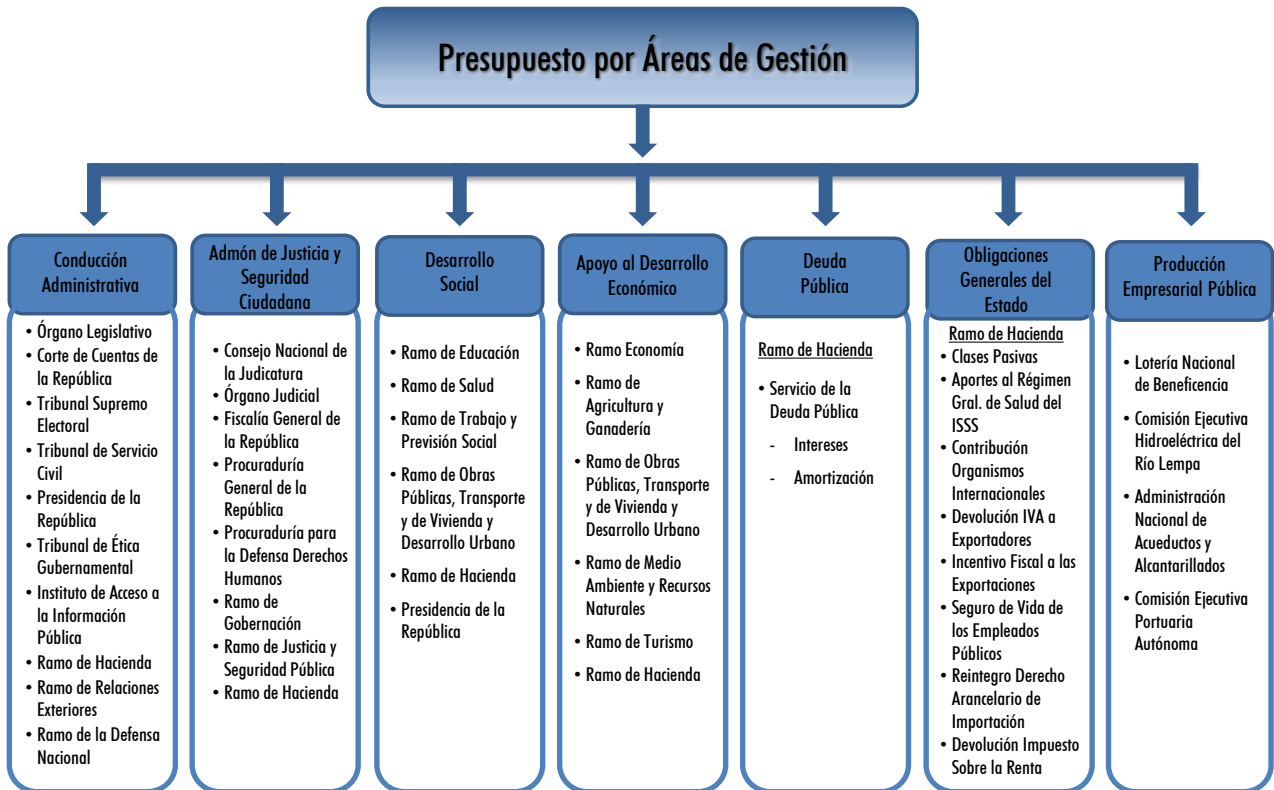 Presupuesto por Áreas de Gestión
Conducción
Administrativa
• Órgano Legislativo
• Corte de Cuentas de
la República
• Tribunal Supremo
Electoral
• Tribunal de Servicio
Civil
• Presidencia de la
República
• Tribunal de Ética
Gubernamental
• Instituto de Acceso a
la Información
Pública
• Ramo de Hacienda
• Ramo de Relaciones
Exteriores
• Ramo de la Defensa
Nacional
Admón de Justicia y
Seguridad
Ciudadana
• Consejo Nacional de
la Judicatura
• Órgano Judicial
• Fiscalía General de
la República
• Procuraduría
General de la
República
• Procuraduría para
la Defensa Derechos
Humanos
• Ramo de
Gobernación
• Ramo de Justicia y
Seguridad Pública
• Ramo de Hacienda
Desarrollo
Social
• Ramo de Educación
• Ramo de Salud
• Ramo de Trabajo y
Previsión Social
• Ramo de Obras
Públicas, Transporte
y de Vivienda y
Desarrollo Urbano
• Ramo de Hacienda
• Presidencia de la
República
Apoyo al Desarrollo
Económico
• Ramo Economía
• Ramo de
Agricultura y
Ganadería
• Ramo de Obras
Públicas, Transporte
y de Vivienda y
Desarrollo Urbano
• Ramo de Medio
Ambiente y Recursos
Naturales
• Ramo de Turismo
• Ramo de Hacienda
Deuda
Pública
Ramo de Hacienda
• Servicio de la
Deuda Pública
- Intereses
- Amortización
Obligaciones
Generales del
Estado
Ramo de Hacienda
• Clases Pasivas
• Aportes al Régimen
Gral. de Salud del
ISSS
• Contribución
Organismos
Internacionales
• Devolución IVA a
Exportadores
• Incentivo Fiscal a las
Exportaciones
• Seguro de Vida de
los Empleados
Públicos
• Reintegro Derecho
Arancelario de
Importación
• Devolución Impuesto
Sobre la Renta
Producción
Empresarial Pública
• Lotería Nacional
de Beneficencia
• Comisión Ejecutiva
Hidroeléctrica del
Río Lempa
• Administración
Nacional de
Acueductos y
Alcantarillados
• Comisión Ejecutiva
Portuaria
Autónoma